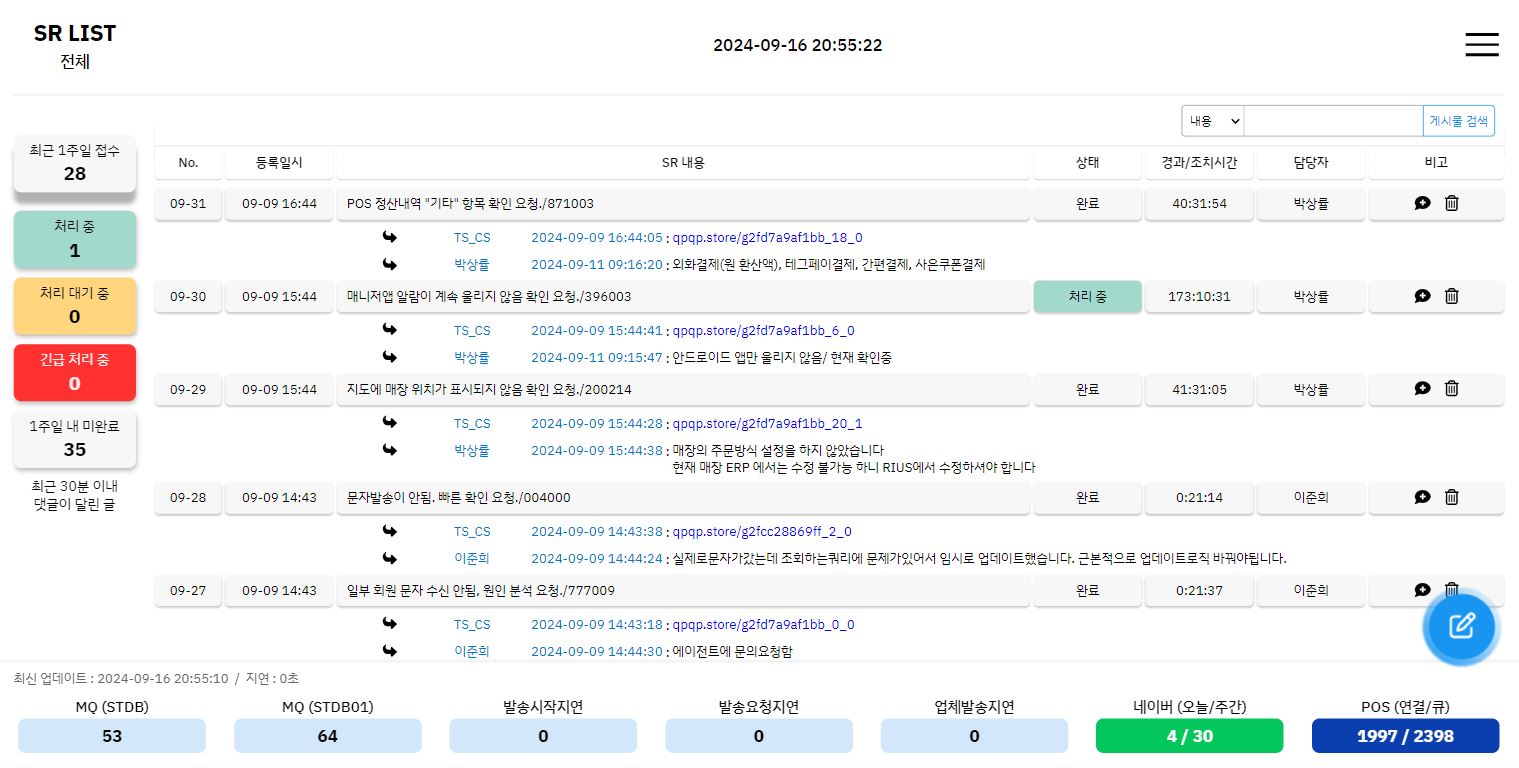 SR LIST
전체
2024-09-16 20:55:22
내용
게시물 검색
최근 1주일 접수
28
처리 중
1
처리 대기 중
0
긴급 처리 중
0
1주일 내 미완료
35
최근 30분 이내
댓글이 달린 글
No. 등록일시 SR 내용 상태 경과/조치시간 담당자 비고
09-31 09-09 16:44 POS 정산내역 "기타" 항목 확인 요청./871003 완료 40:31:54 박상률
TS_CS 2024-09-09 16:44:05 : qpqp.store/g2fd7a9af1bb_18_0
박상률 2024-09-11 09:16:20 : 외화결제(원 환산액), 테그페이결제, 간편결제, 사은쿠폰결제
09-30 09-09 15:44 매니저앱 알람이 계속 울리지 않음 확인 요청./396003 처리 중 173:10:31 박상률
TS_CS 2024-09-09 15:44:41 : qpqp.store/g2fd7a9af1bb_6_0
박상률 2024-09-11 09:15:47 : 안드로이드 앱만 울리지 않음/ 현재 확인중
09-29 09-09 15:44 지도에 매장 위치가 표시되지 않음 확인 요청./200214 완료 41:31:05 박상률
TS_CS 2024-09-09 15:44:28 : qpqp.store/g2fd7a9af1bb_20_1
박상률 2024-09-09 15:44:38 : 매장의 주문방식 설정을 하지 않았습니다
현재 매장 ERP 에서는 수정 불가능 하니 RIUS에서 수정하셔야 합니다
09-28 09-09 14:43 문자발송이 안됨. 빠른 확인 요청./004000 완료 0:21:14 이준희
TS_CS 2024-09-09 14:43:38 : qpqp.store/g2fcc28869ff_2_0
이준희 2024-09-09 14:44:24 : 실제로문자가갔는데 조회하는쿼리에 문제가있어서 임시로 업데이트했습니다. 근본적으로 업데이트로직 바꿔야됩니다.
09-27 09-09 14:43 일부 회원 문자 수신 안됨, 원인 분석 요청./777009 완료 0:21:37 이준희
TS_CS 2024-09-09 14:43:18 : qpqp.store/g2fd7a9af1bb_0_0
이준희 2024-09-09 14:44:30 : 에이전트에 문의요청함
최신 업데이트 : 2024-09-16 20:55:10 / 지연 : 0초
MQ (STDB) MQ (STDB01) 발송시작지연 발송요청지연 업체발송지연 네이버 (오늘/주간) POS (연결/큐)
53 64 0 0 0 4 / 30 1997 / 2398